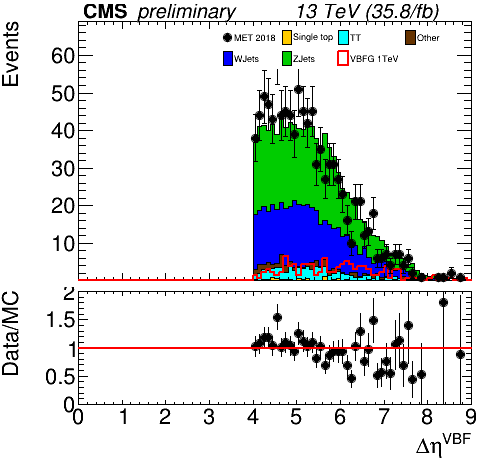 CMS preliminary 13 TeV (35.8/fb)
Events
MET 2018 Single top TT Other
WJets ZJets VBFG 1TeV
60
50
40
30
20
10
Data/MC
2
1.5
1
0.5
0
0 1 2 3 4 5 6 7 8 9
Δη^VBF